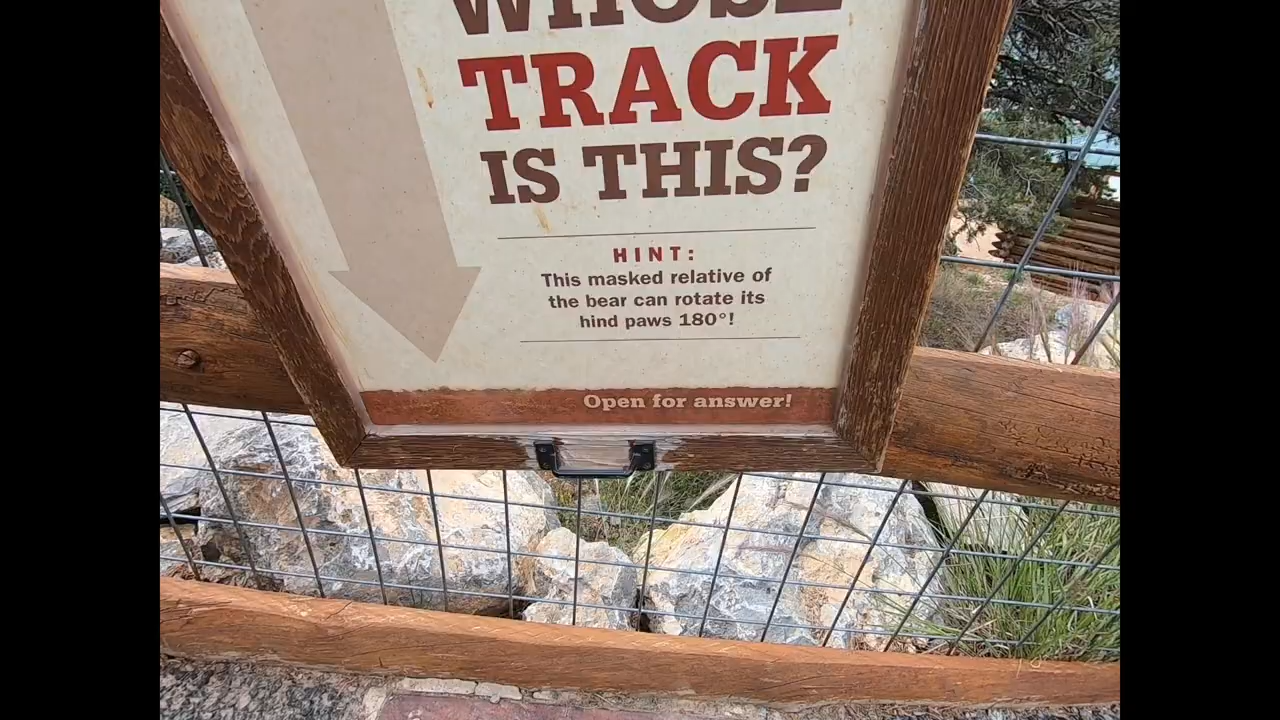 WHOSE
TRACK
IS THIS?
HINT:
This masked relative of
the bear can rotate its
hind paws 180°!
Open for answer!